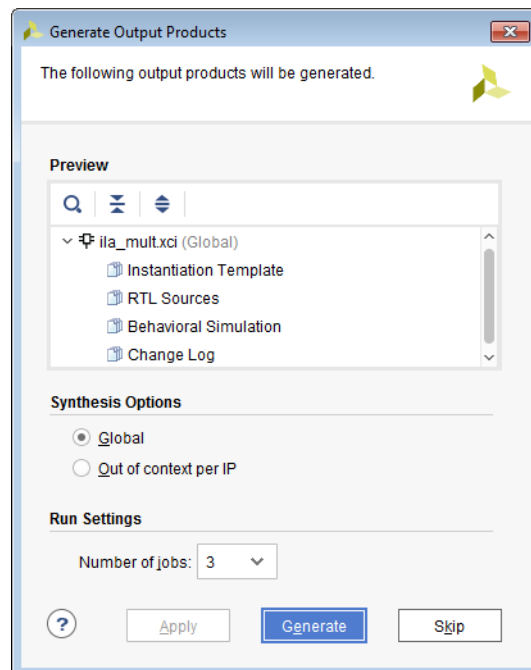 Generate Output Products
The following output products will be generated.
Preview
ila_mult.xci (Global)
Instantiation Template
RTL Sources
Behavioral Simulation
Change Log
Synthesis Options
Global
Out of context per IP
Run Settings
Number of jobs: 3
? Apply Generate Skip